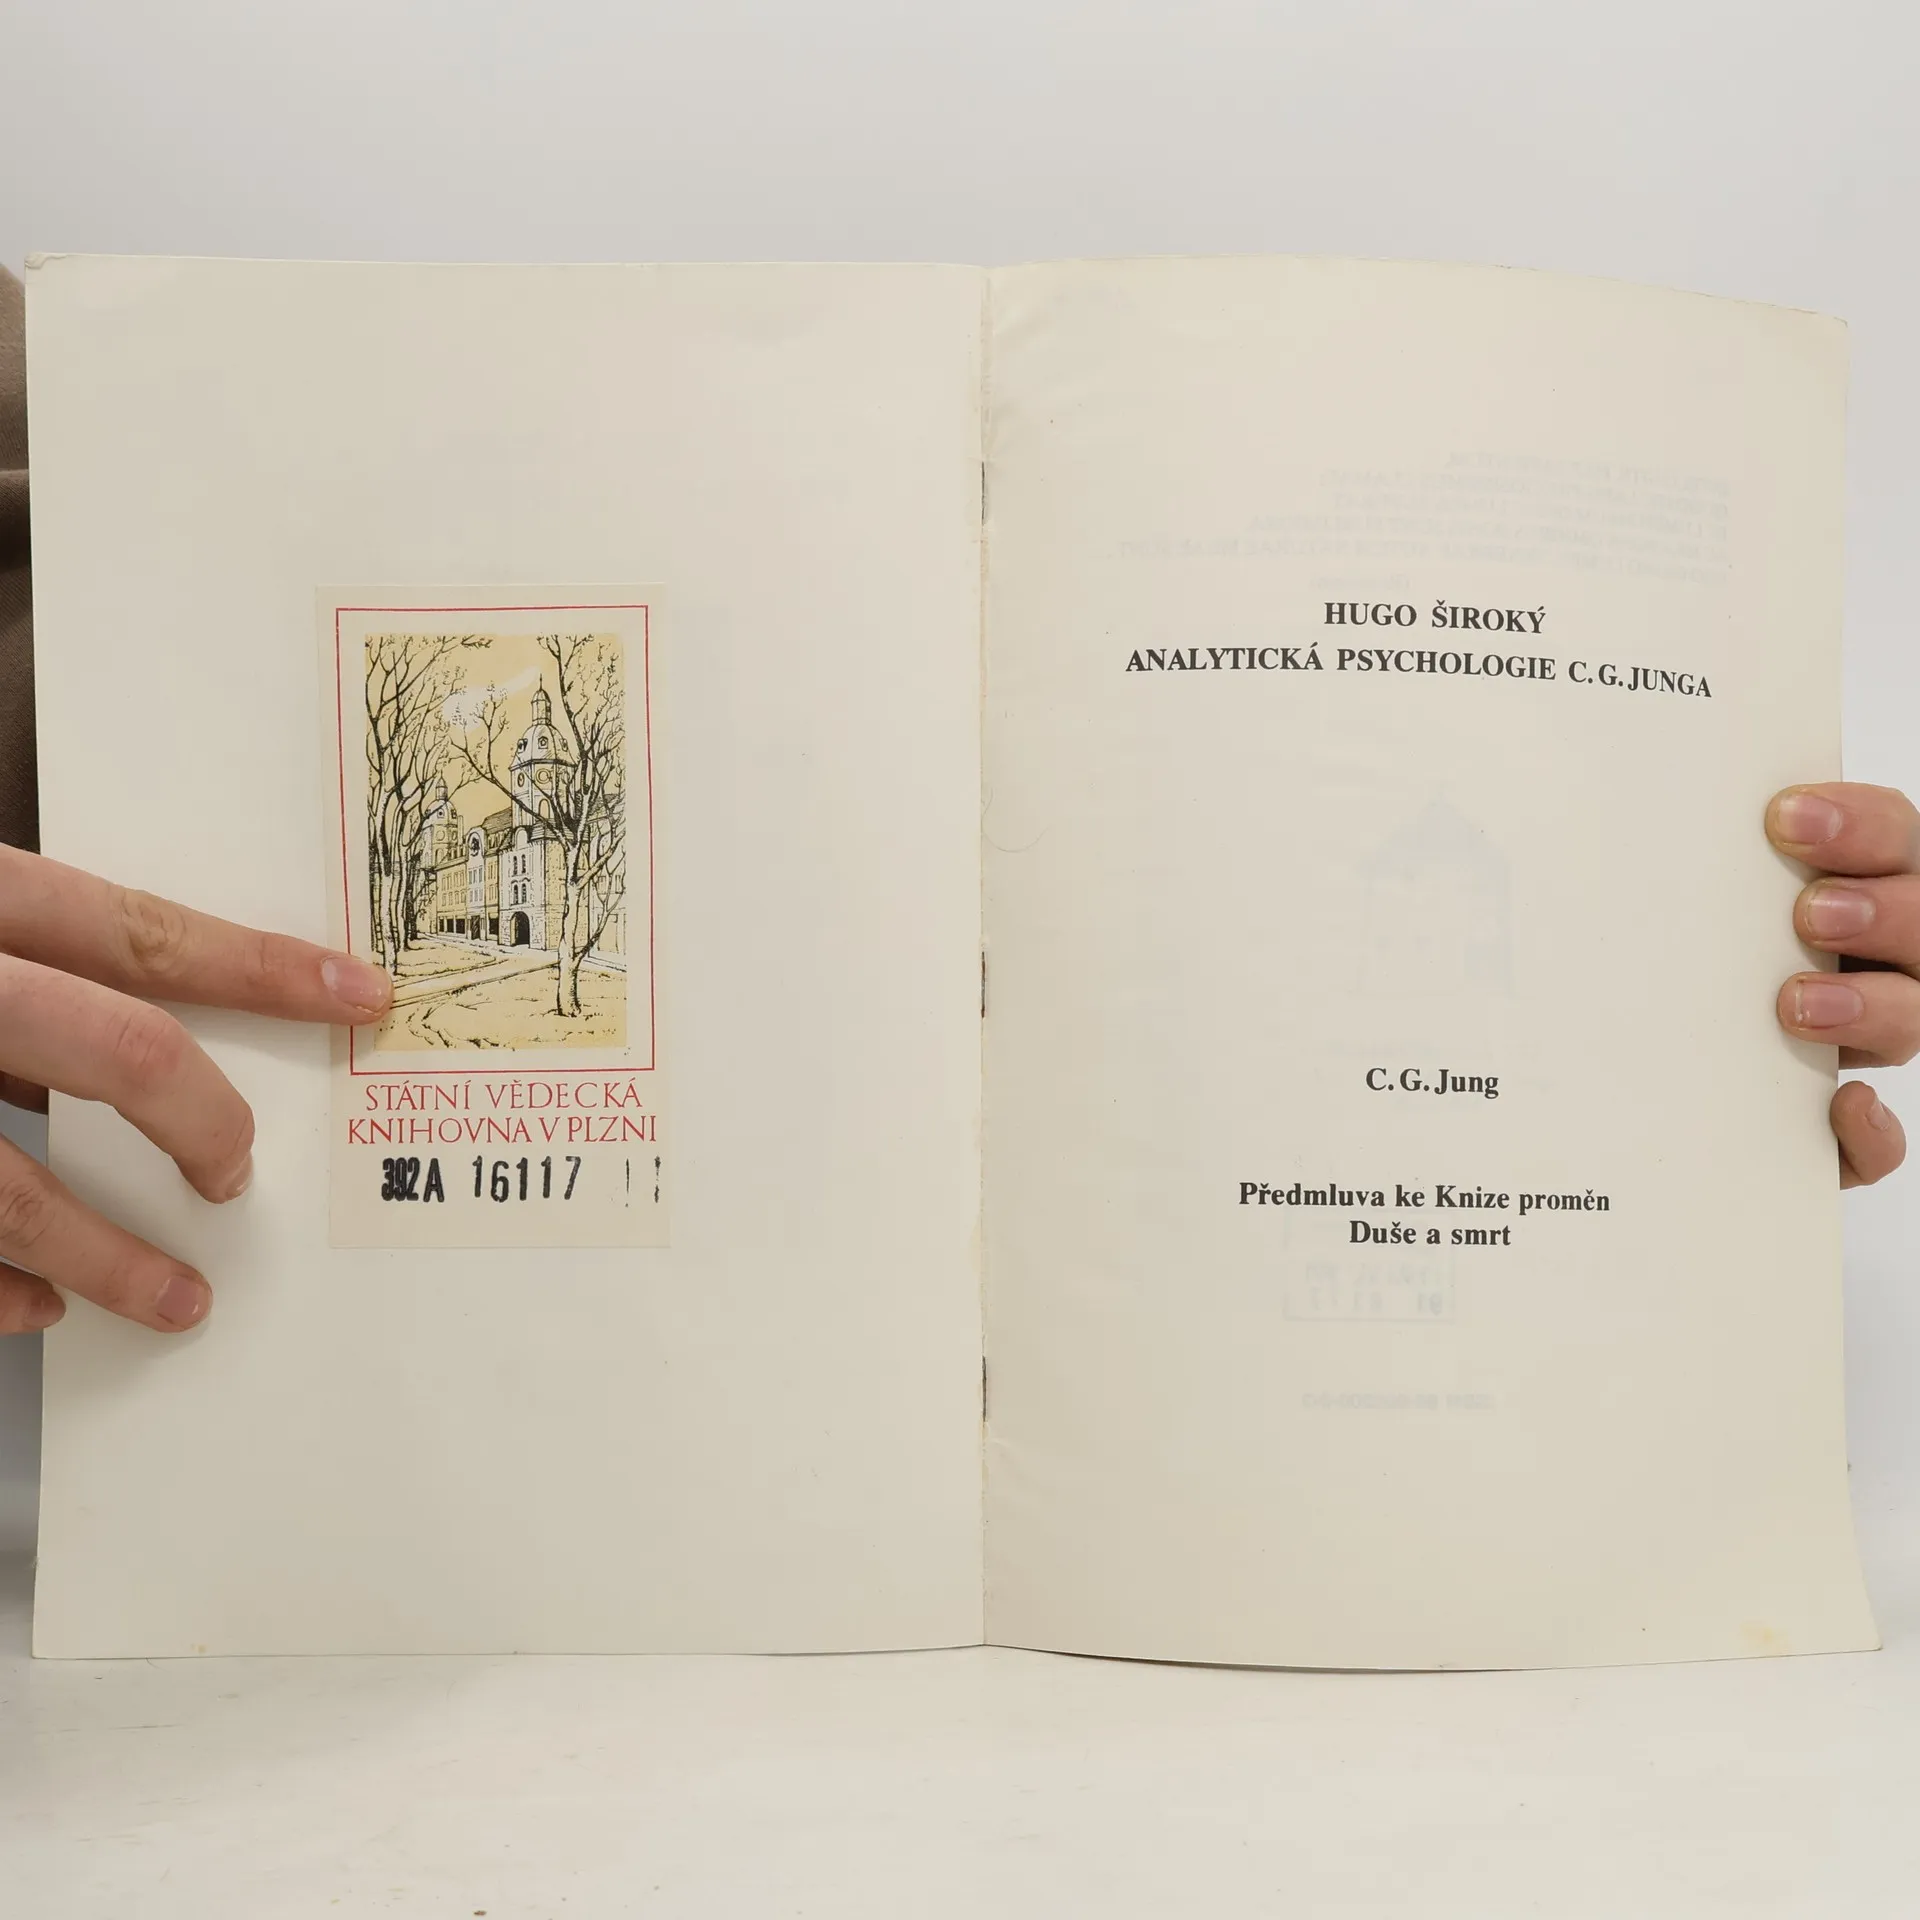 STÁTNÍ VĚDECKÁ
KNIHOVNA V PLZNI
392A 16117
HUGO ŠIROKÝ
ANALYTICKÁ PSYCHOLOGIE C. G. JUNGA
C. G. Jung
Předmluva ke Knize proměn
Duše a smrt